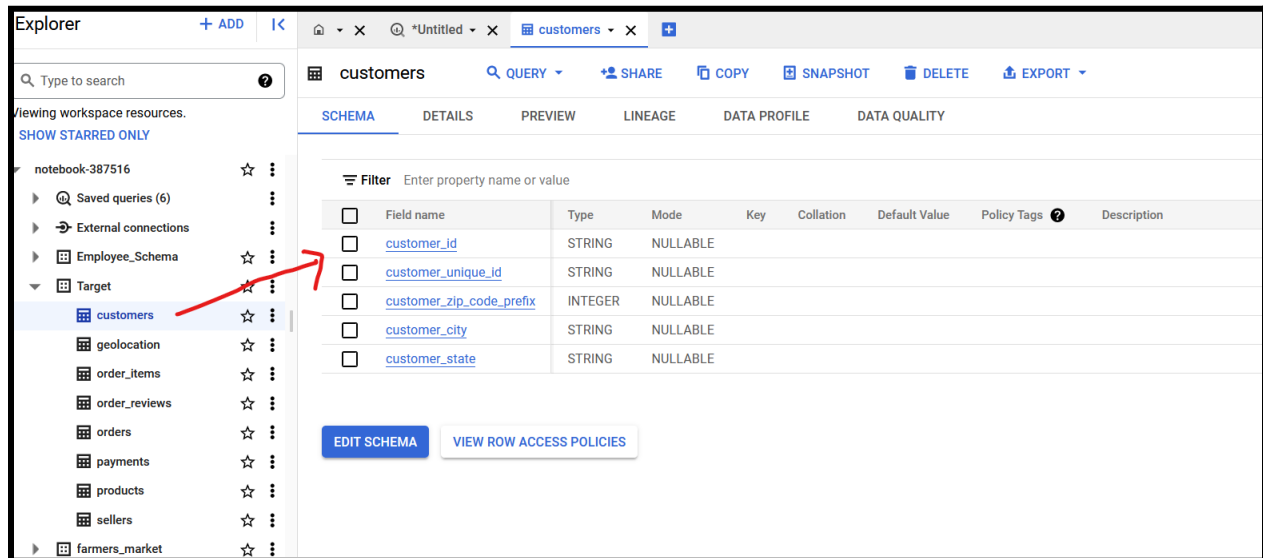 Explorer
+ ADD
*Untitled
customers
Type to search
?
customers
QUERY
SHARE
COPY
SNAPSHOT
DELETE
EXPORT
Viewing workspace resources.
SHOW STARRED ONLY
SCHEMA
DETAILS
PREVIEW
LINEAGE
DATA PROFILE
DATA QUALITY
notebook-387516
Saved queries (6)
External connections
Employee_Schema
Target
customers
geolocation
order_items
order_reviews
orders
payments
products
sellers
farmers_market
Filter Enter property name or value
Field name Type Mode Key Collation Default Value Policy Tags ? Description
customer_id STRING NULLABLE
customer_unique_id STRING NULLABLE
customer_zip_code_prefix INTEGER NULLABLE
customer_city STRING NULLABLE
customer_state STRING NULLABLE
EDIT SCHEMA
VIEW ROW ACCESS POLICIES